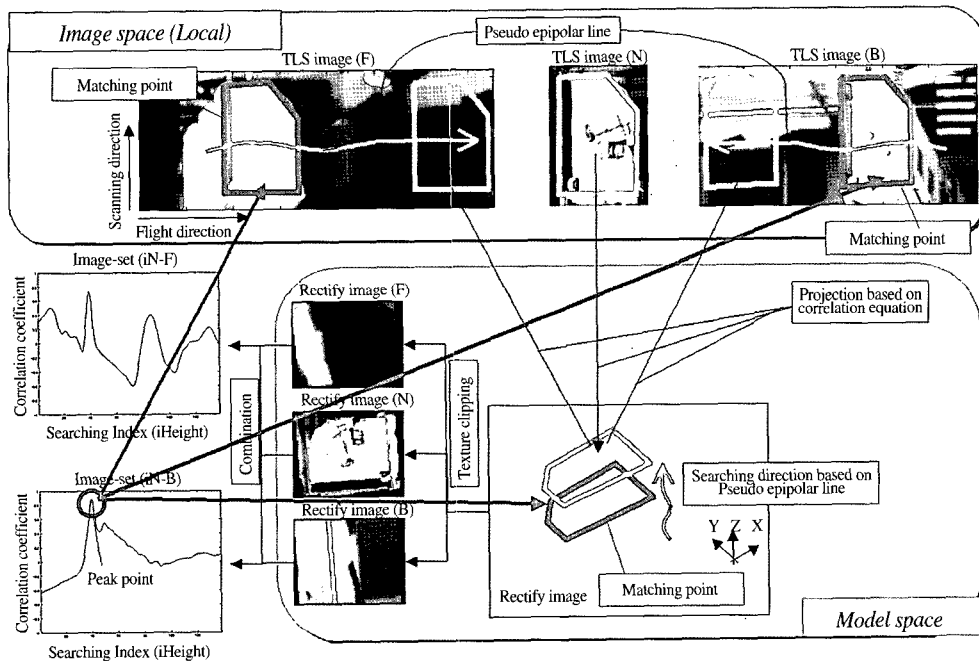 Image space (Local)
Pseudo epipolar line
TLS image (F)
TLS image (N)
TLS image (B)
Matching point
Scanning direction
Flight direction
Matching point
Image-set (iN-F)
Correlation coefficient
Searching Index (iHeight)
Rectify image (F)
Projection based on
correlation equation
Combination
Rectify image (N)
Texture clipping
Image-set (iN-B)
Correlation coefficient
Peak point
Searching Index (iHeight)
Rectify image (B)
Searching direction based on
Pseudo epipolar line
Y Z X
Rectify image
Matching point
Model space